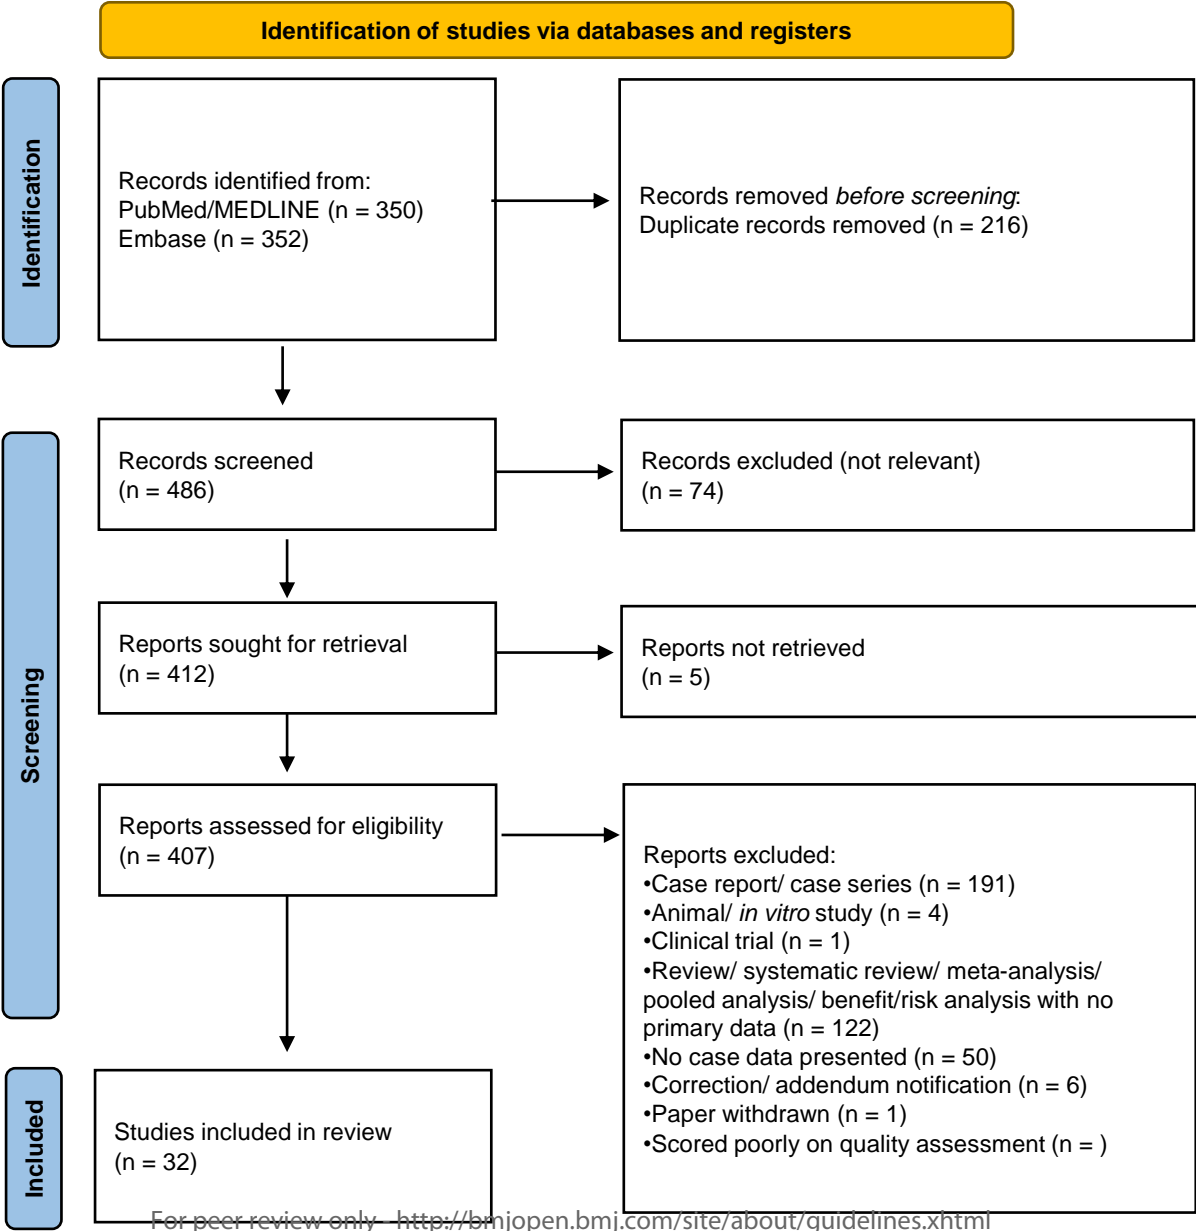 Identification of studies via databases and registers
Identification
Records identified from:
PubMed/MEDLINE (n = 350)
Embase (n = 352)
Records removed before screening:
Duplicate records removed (n = 216)
Screening
Records screened
(n = 486)
Records excluded (not relevant)
(n = 74)
Reports sought for retrieval
(n = 412)
Reports not retrieved
(n = 5)
Reports assessed for eligibility
(n = 407)
Reports excluded:
•Case report/ case series (n = 191)
•Animal/ in vitro study (n = 4)
•Clinical trial (n = 1)
•Review/ systematic review/ meta-analysis/
pooled analysis/ benefit/risk analysis with no
primary data (n = 122)
•No case data presented (n = 50)
•Correction/ addendum notification (n = 6)
•Paper withdrawn (n = 1)
•Scored poorly on quality assessment (n = )
Included
Studies included in review
(n = 32)
For peer review only - http://bmjopen.bmj.com/site/about/guidelines.xhtml